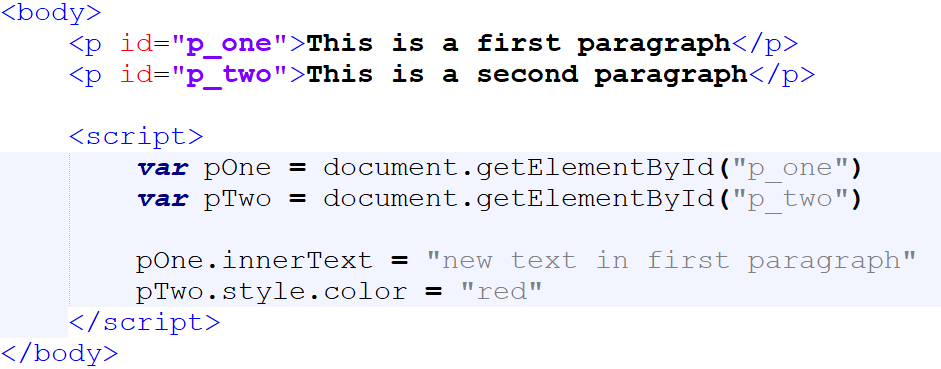 <body>
<p id="p_one">This is a first paragraph</p>
<p id="p_two">This is a second paragraph</p>
<script>
var pOne = document.getElementById("p_one")
var pTwo = document.getElementById("p_two")
pOne.innerText = "new text in first paragraph"
pTwo.style.color = "red"
</script>
</body>